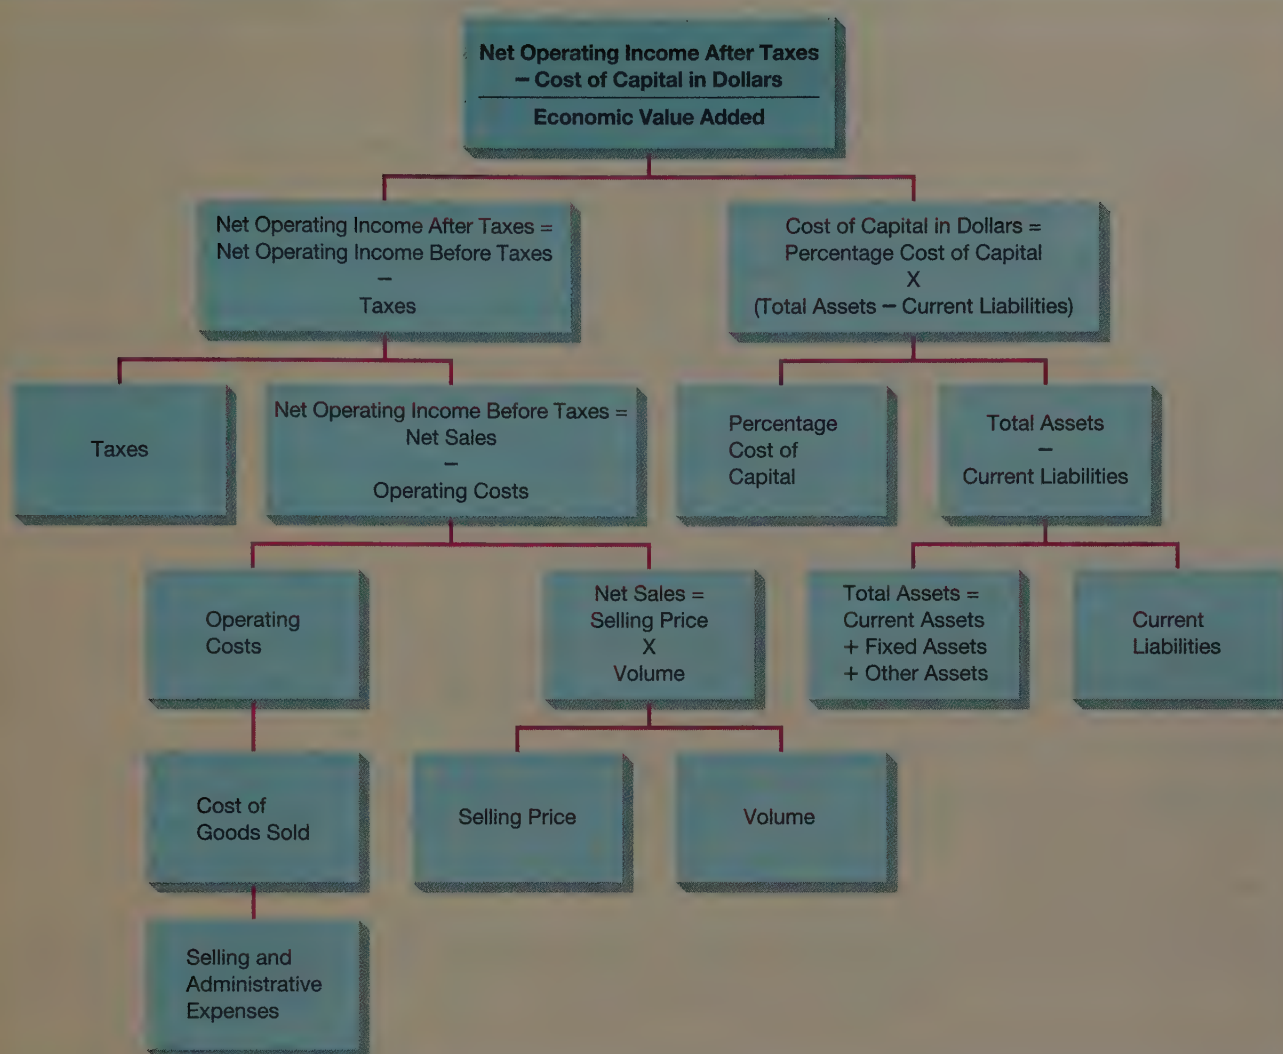 Net Operating Income After Taxes
− Cost of Capital in Dollars
Economic Value Added
Net Operating Income After Taxes =
Net Operating Income Before Taxes
−
Taxes
Cost of Capital in Dollars =
Percentage Cost of Capital
X
(Total Assets − Current Liabilities)
Taxes
Net Operating Income Before Taxes =
Net Sales
−
Operating Costs
Percentage
Cost of
Capital
Total Assets
−
Current Liabilities
Operating
Costs
Net Sales =
Selling Price
X
Volume
Total Assets =
Current Assets
+ Fixed Assets
+ Other Assets
Current
Liabilities
Cost of
Goods Sold
Selling Price
Volume
Selling and
Administrative
Expenses